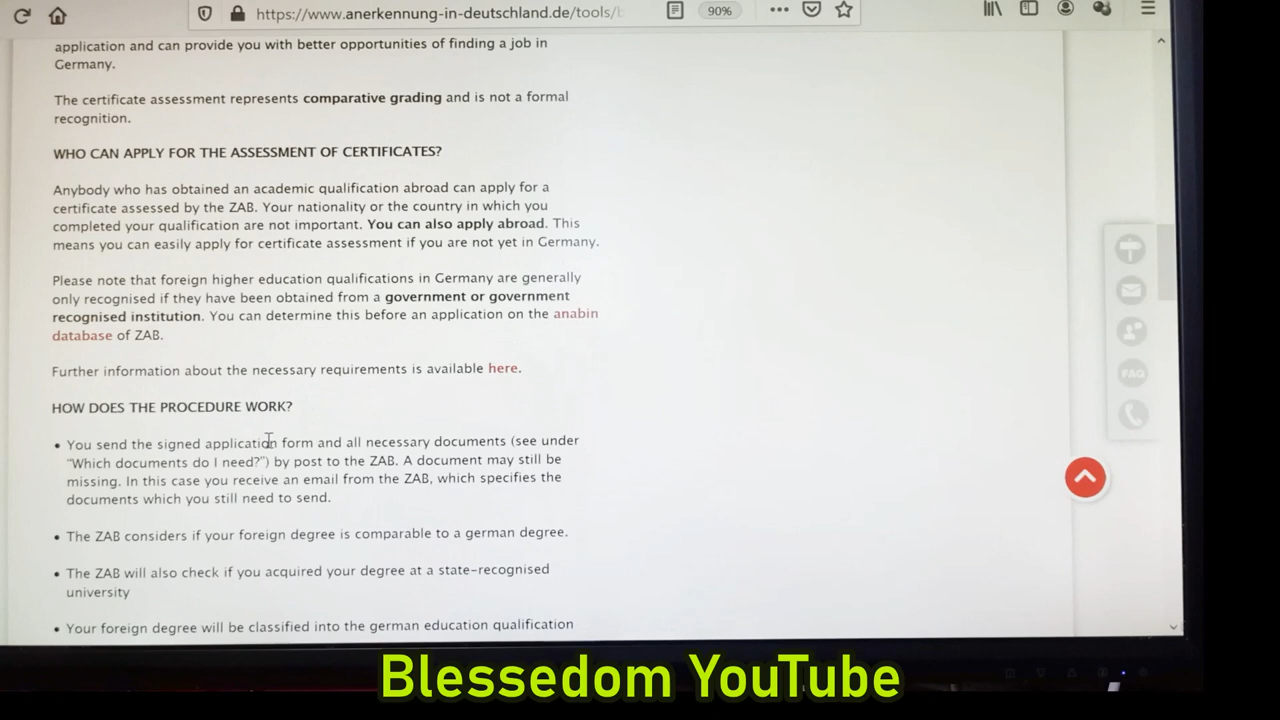 https://www.anerkennung-in-deutschland.de/tools/b
90%
application and can provide you with better opportunities of finding a job in
Germany.
The certificate assessment represents comparative grading and is not a formal
recognition.
WHO CAN APPLY FOR THE ASSESSMENT OF CERTIFICATES?
Anybody who has obtained an academic qualification abroad can apply for a
certificate assessed by the ZAB. Your nationality or the country in which you
completed your qualification are not important. You can also apply abroad. This
means you can easily apply for certificate assessment if you are not yet in Germany.
Please note that foreign higher education qualifications in Germany are generally
only recognised if they have been obtained from a government or government
recognised institution. You can determine this before an application on the anabin
database of ZAB.
Further information about the necessary requirements is available here.
HOW DOES THE PROCEDURE WORK?
• You send the signed application form and all necessary documents (see under
"Which documents do I need?") by post to the ZAB. A document may still be
missing. In this case you receive an email from the ZAB, which specifies the
documents which you still need to send.
• The ZAB considers if your foreign degree is comparable to a german degree.
• The ZAB will also check if you acquired your degree at a state-recognised
university
• Your foreign degree will be classified into the german education qualification
FAQ
Blessedom YouTube